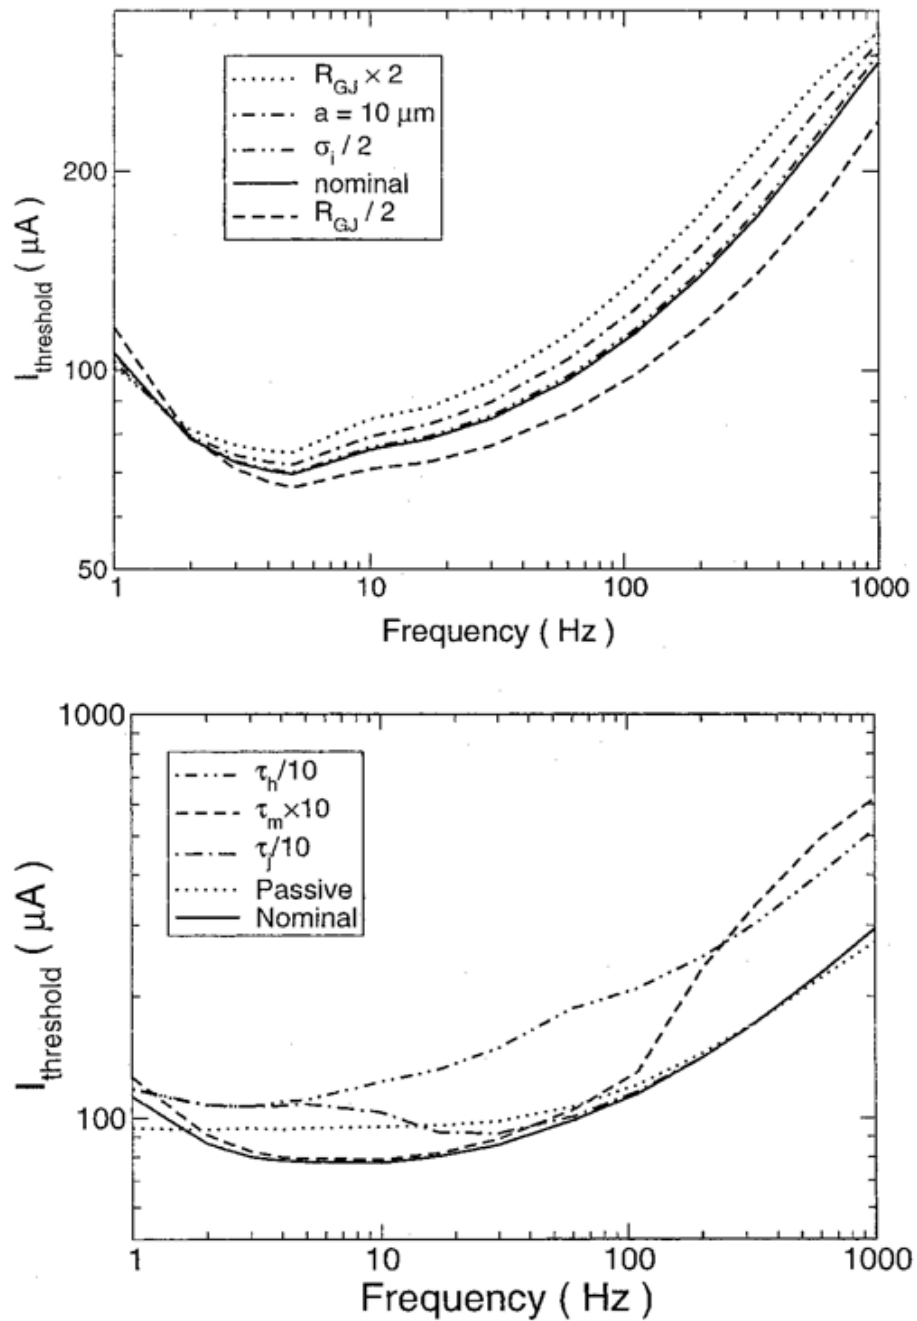 I_threshold ( μA )
200
100
50
R_GJ × 2
a = 10 μm
σ_i / 2
nominal
R_GJ / 2
1 10 100 1000
Frequency ( Hz )
I_threshold ( μA )
1000
100
τ_h/10
τ_m×10
τ_j/10
Passive
Nominal
1 10 100 1000
Frequency ( Hz )